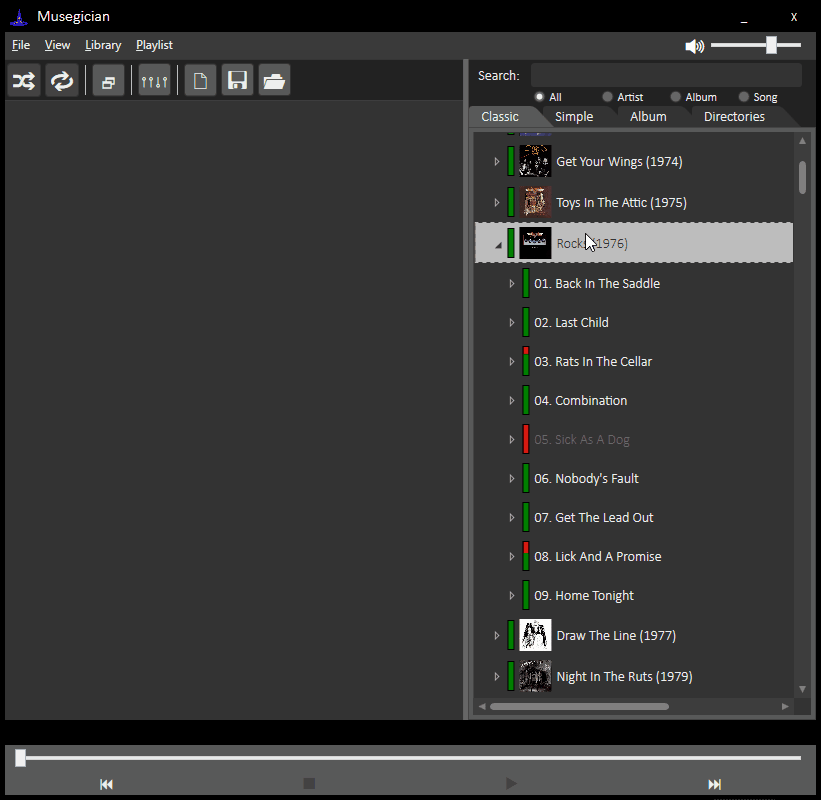 Musegician
_ X
File View Library Playlist
Search:
All Artist Album Song
Classic Simple Album Directories
Get Your Wings (1974)
Toys In The Attic (1975)
Rocks (1976)
01. Back In The Saddle
02. Last Child
03. Rats In The Cellar
04. Combination
05. Sick As A Dog
06. Nobody's Fault
07. Get The Lead Out
08. Lick And A Promise
09. Home Tonight
Draw The Line (1977)
Night In The Ruts (1979)